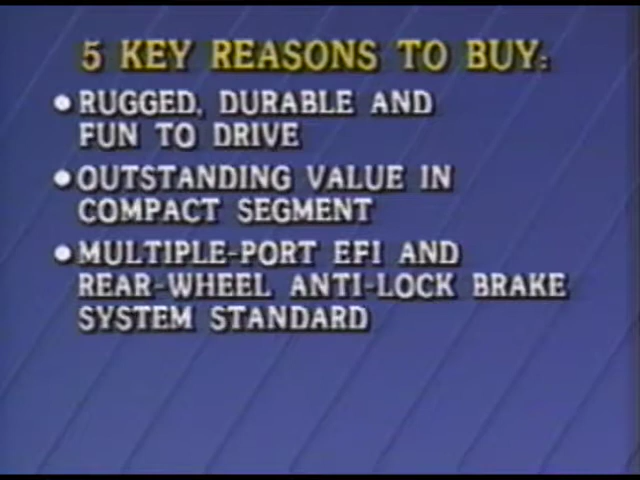 5 KEY REASONS TO BUY:
• RUGGED, DURABLE AND
FUN TO DRIVE
• OUTSTANDING VALUE IN
COMPACT SEGMENT
• MULTIPLE-PORT EFI AND
REAR-WHEEL ANTI-LOCK BRAKE
SYSTEM STANDARD